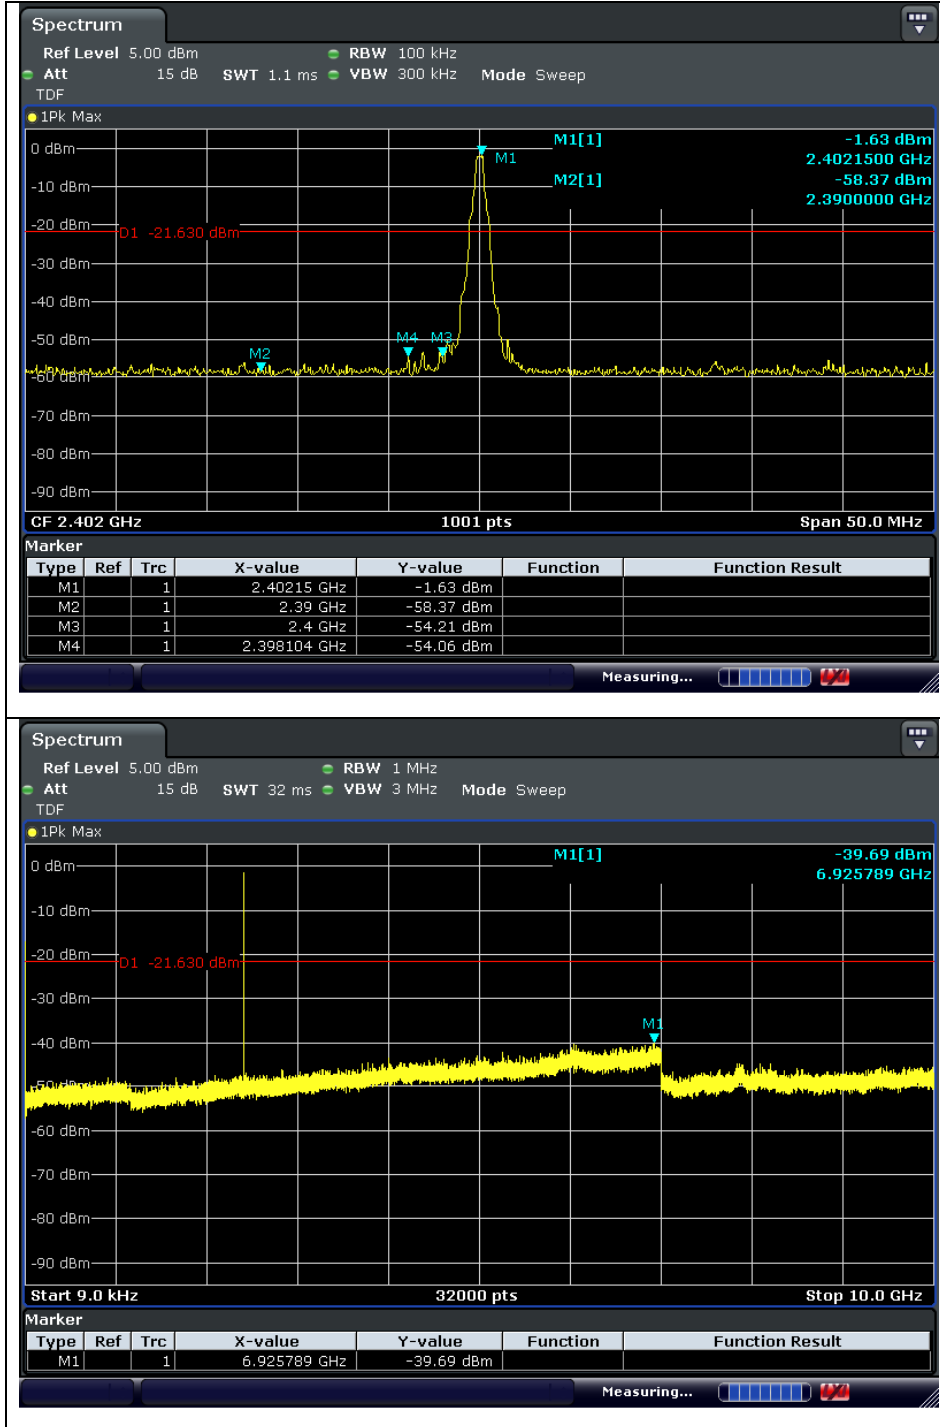 Spectrum
Ref Level 5.00 dBm RBW 100 kHz
Att 15 dB SWT 1.1 ms VBW 300 kHz Mode Sweep
TDF
1Pk Max
M1[1] -1.63 dBm
2.4021500 GHz
M2[1] -58.37 dBm
2.3900000 GHz
0 dBm
M1
-10 dBm
-20 dBm
D1 -21.630 dBm
-30 dBm
-40 dBm
-50 dBm
M4 M3
M2
-60 dBm
-70 dBm
-80 dBm
-90 dBm
CF 2.402 GHz 1001 pts Span 50.0 MHz
Marker
Type Ref Trc X-value Y-value Function Function Result
M1 1 2.40215 GHz -1.63 dBm
M2 1 2.39 GHz -58.37 dBm
M3 1 2.4 GHz -54.21 dBm
M4 1 2.398104 GHz -54.06 dBm
Measuring...
Spectrum
Ref Level 5.00 dBm RBW 1 MHz
Att 15 dB SWT 32 ms VBW 3 MHz Mode Sweep
TDF
1Pk Max
M1[1] -39.69 dBm
6.925789 GHz
0 dBm
-10 dBm
-20 dBm
D1 -21.630 dBm
-30 dBm
M1
-40 dBm
-50 dBm
-60 dBm
-70 dBm
-80 dBm
-90 dBm
Start 9.0 kHz 32000 pts Stop 10.0 GHz
Marker
Type Ref Trc X-value Y-value Function Function Result
M1 1 6.925789 GHz -39.69 dBm
Measuring...